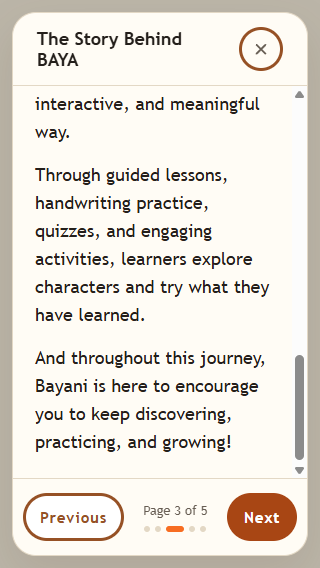 The Story Behind
BAYA
interactive, and meaningful
way.
Through guided lessons,
handwriting practice,
quizzes, and engaging
activities, learners explore
characters and try what they
have learned.
And throughout this journey,
Bayani is here to encourage
you to keep discovering,
practicing, and growing!
Previous
Page 3 of 5
Next